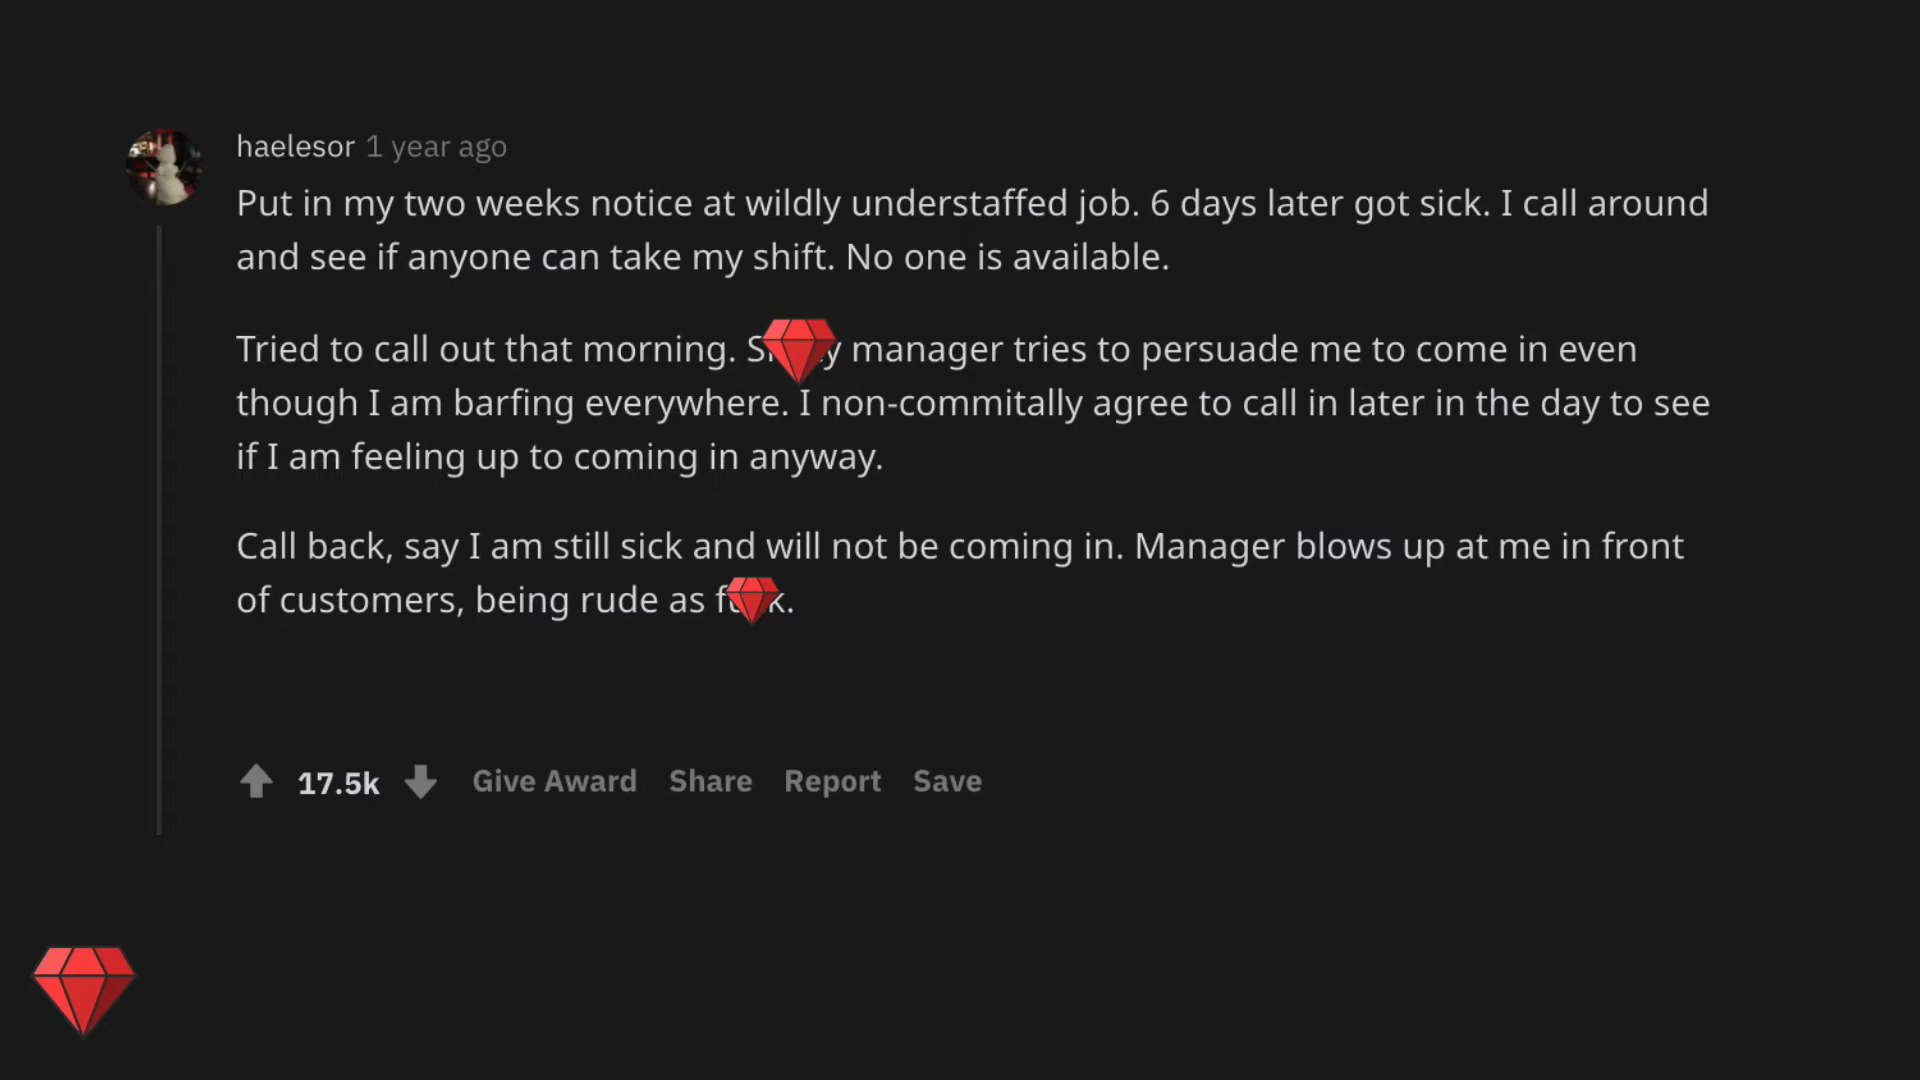 haelesor 1 year ago
Put in my two weeks notice at wildly understaffed job. 6 days later got sick. I call around
and see if anyone can take my shift. No one is available.
Tried to call out that morning. manager tries to persuade me to come in even
though I am barfing everywhere. I non-commitally agree to call in later in the day to see
if I am feeling up to coming in anyway.
Call back, say I am still sick and will not be coming in. Manager blows up at me in front
of customers, being rude as
17.5k Give Award Share Report Save